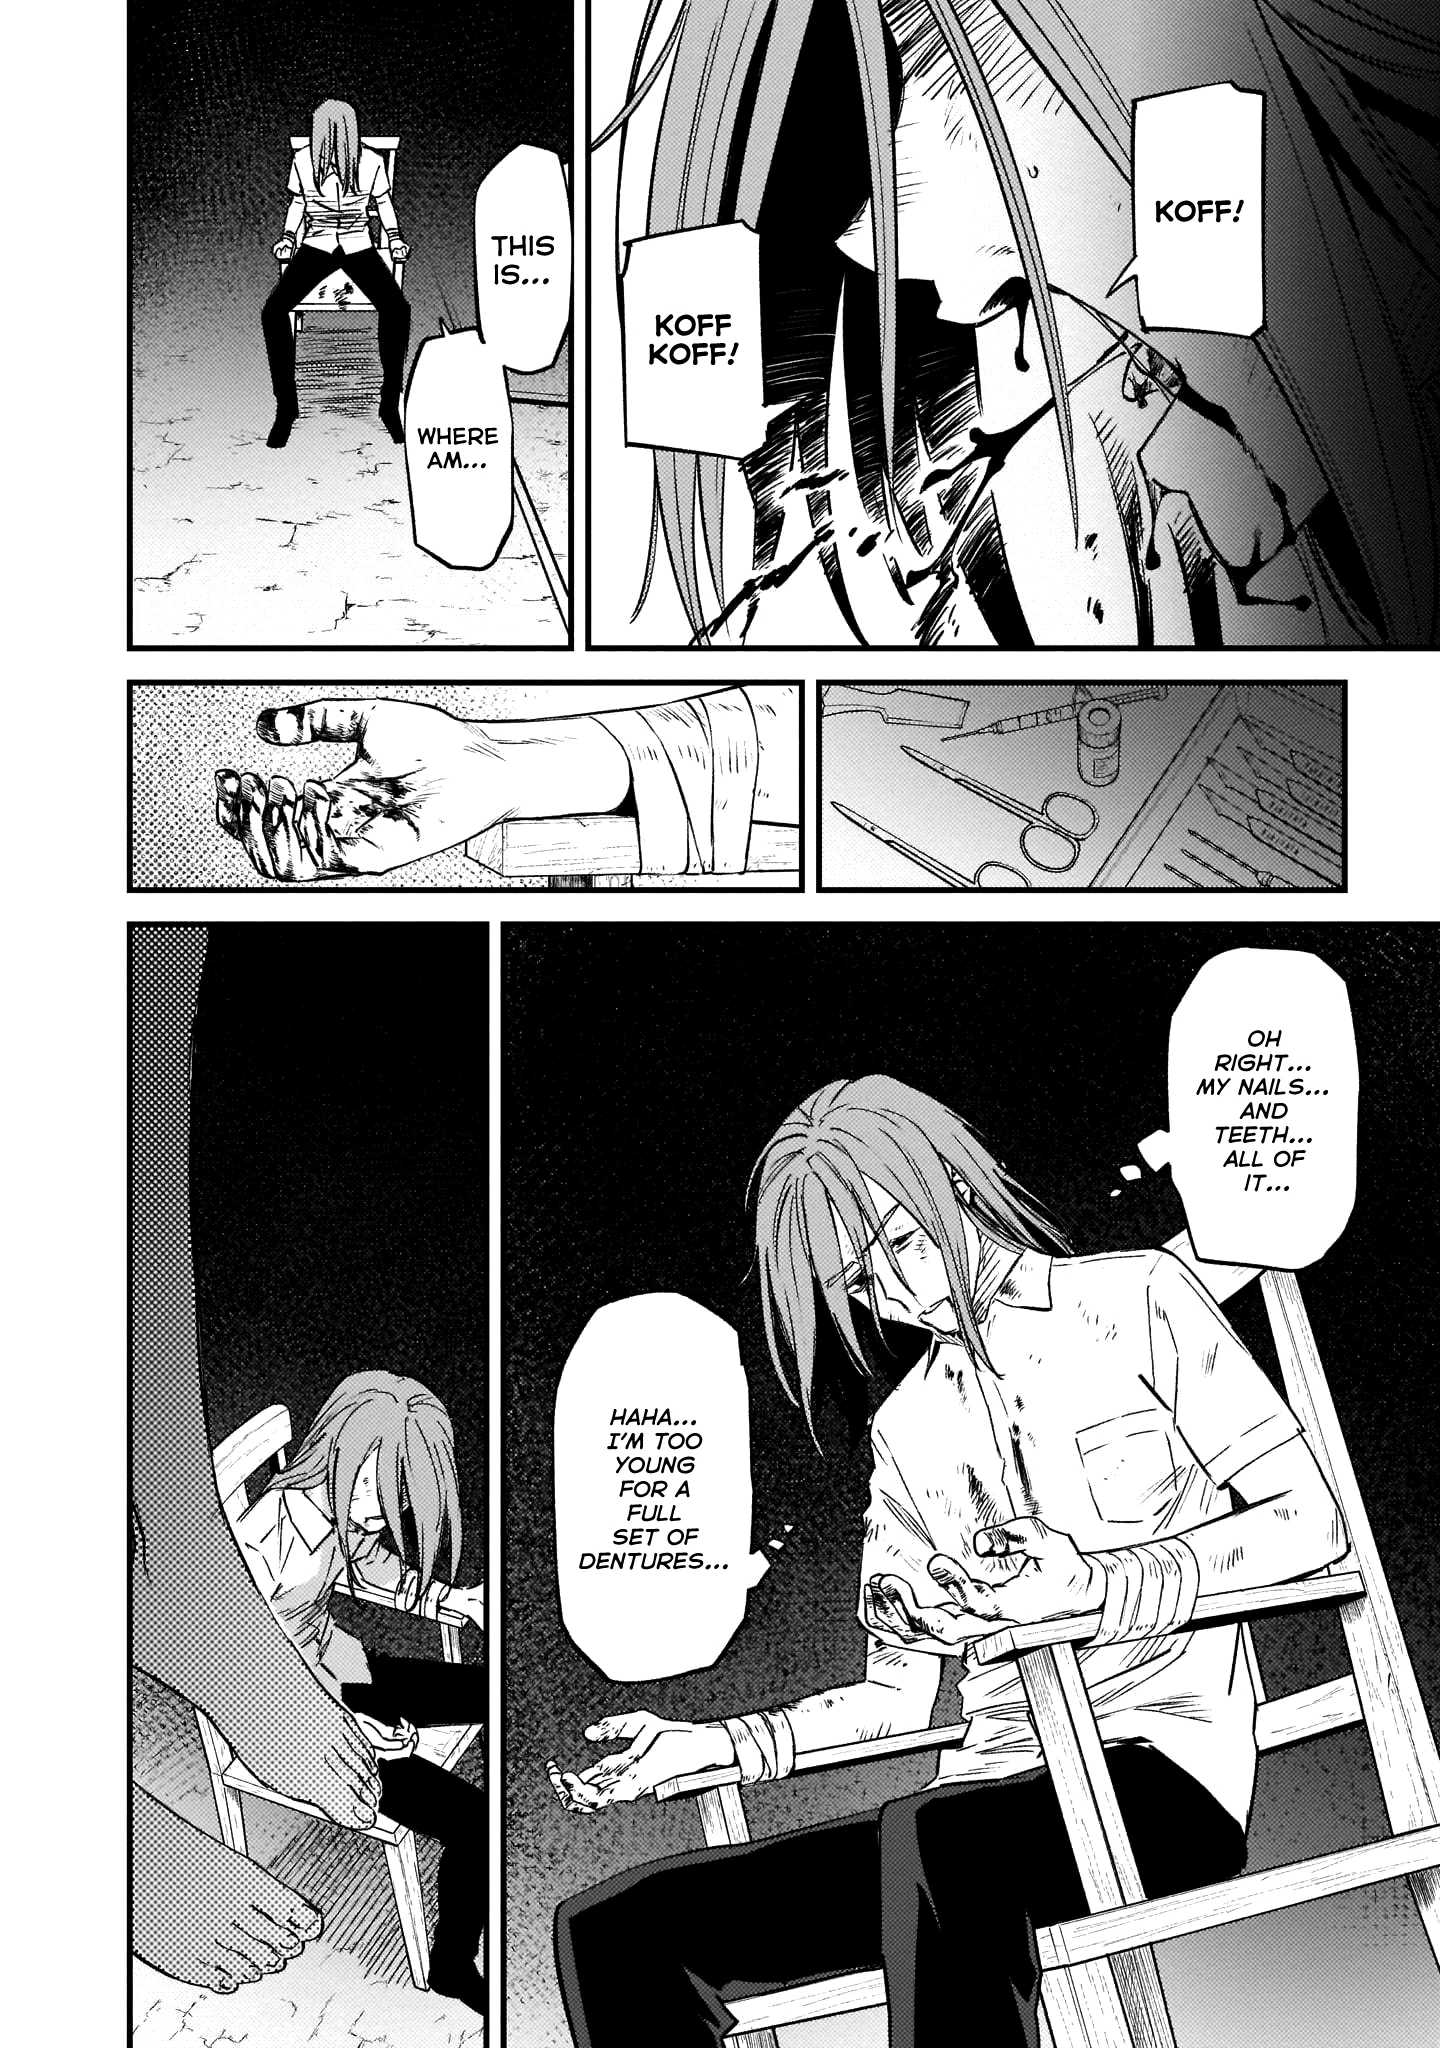 KOFF!
KOFF
KOFF!
THIS
IS...
WHERE
AM...
OH
RIGHT...
MY NAILS...
AND
TEETH...
ALL OF
IT...
HAHA...
I'M TOO
YOUNG
FOR A
FULL
SET OF
DENTURES...